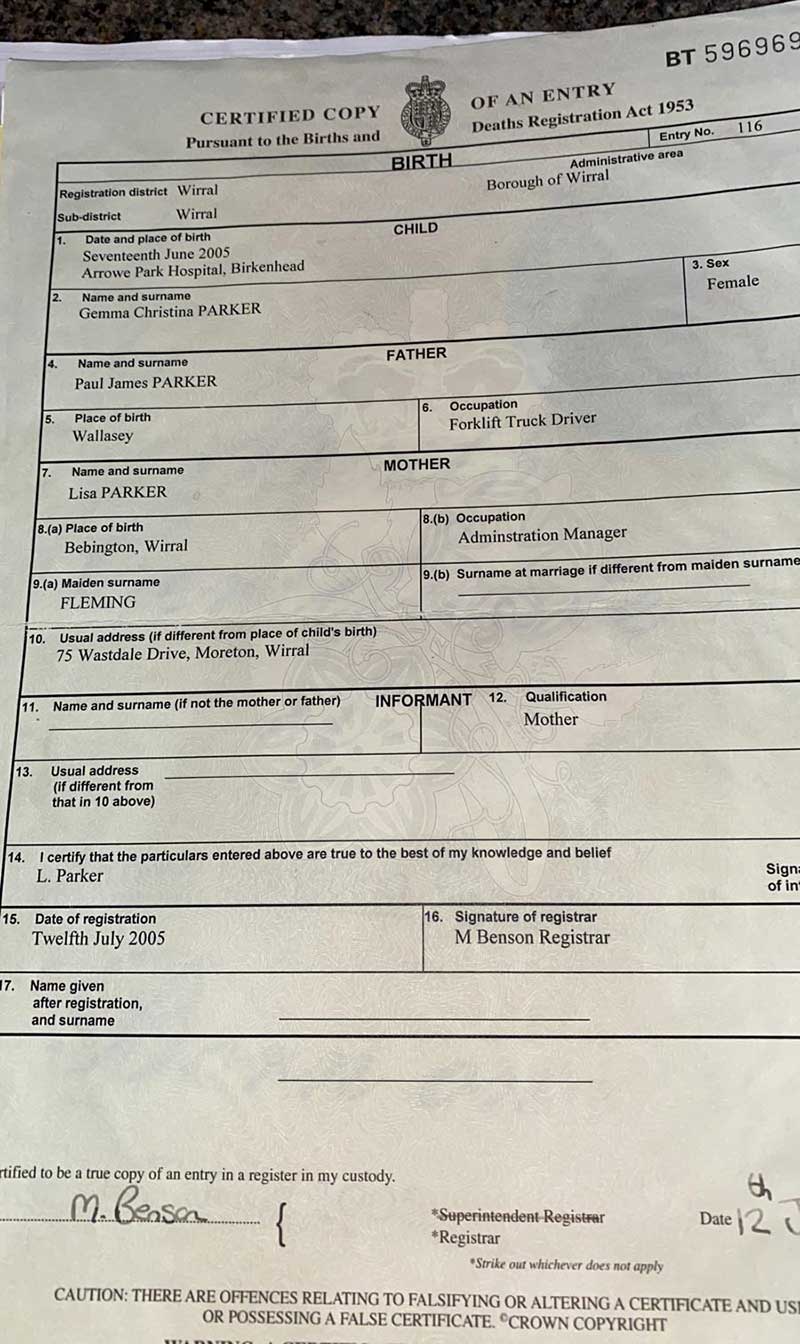 BT 596969
CERTIFIED COPY OF AN ENTRY
Pursuant to the Births and Deaths Registration Act 1953
Entry No. 116
BIRTH
Administrative area
Registration district Wirral
Borough of Wirral
Sub-district Wirral
CHILD
1. Date and place of birth
Seventeenth June 2005
Arrowe Park Hospital, Birkenhead
2. Name and surname
Gemma Christina PARKER
3. Sex
Female
FATHER
4. Name and surname
Paul James PARKER
5. Place of birth
Wallasey
6. Occupation
Forklift Truck Driver
MOTHER
7. Name and surname
Lisa PARKER
8.(a) Place of birth
Bebington, Wirral
8.(b) Occupation
Adminstration Manager
9.(a) Maiden surname
FLEMING
9.(b) Surname at marriage if different from maiden surname
10. Usual address (if different from place of child's birth)
75 Wastdale Drive, Moreton, Wirral
INFORMANT
11. Name and surname (if not the mother or father)
12. Qualification
Mother
13. Usual address
(if different from
that in 10 above)
14. I certify that the particulars entered above are true to the best of my knowledge and belief
L. Parker
Signa
of in
15. Date of registration
Twelfth July 2005
16. Signature of registrar
M Benson Registrar
17. Name given
after registration,
and surname
rtified to be a true copy of an entry in a register in my custody.
M. Benson
*Superintendent Registrar
*Registrar
Date 12th J
*Strike out whichever does not apply
CAUTION: THERE ARE OFFENCES RELATING TO FALSIFYING OR ALTERING A CERTIFICATE AND USI
OR POSSESSING A FALSE CERTIFICATE. ©CROWN COPYRIGHT